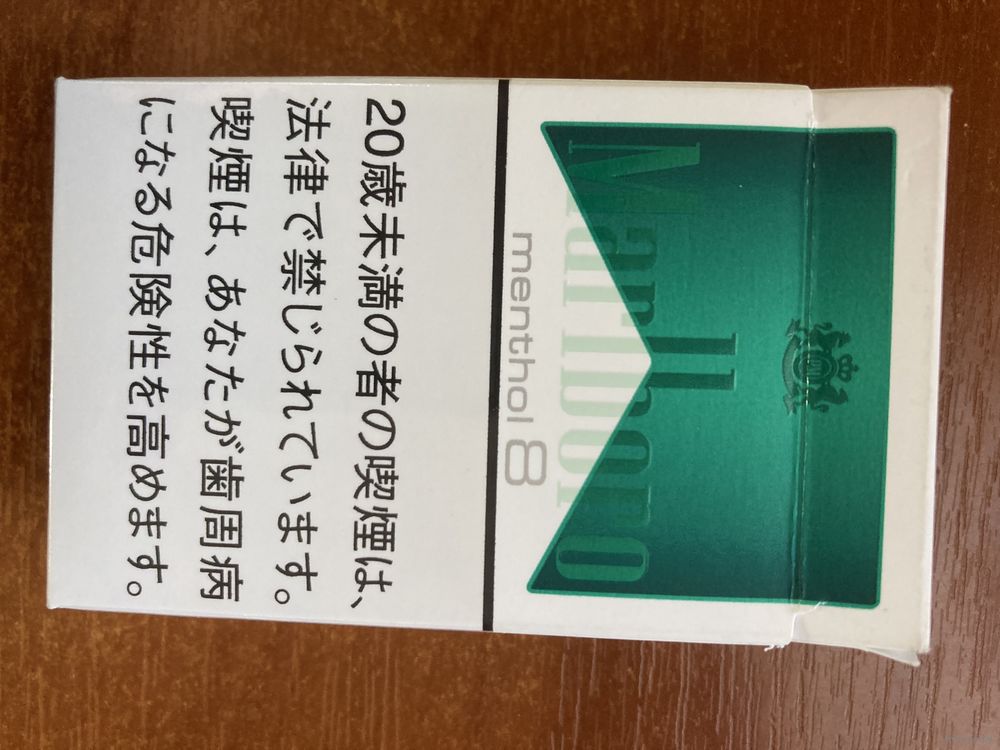 Marlboro
menthol 8
20歳未満の者の喫煙は、
法律で禁じられています。
喫煙は、あなたが歯周病
になる危険性を高めます。